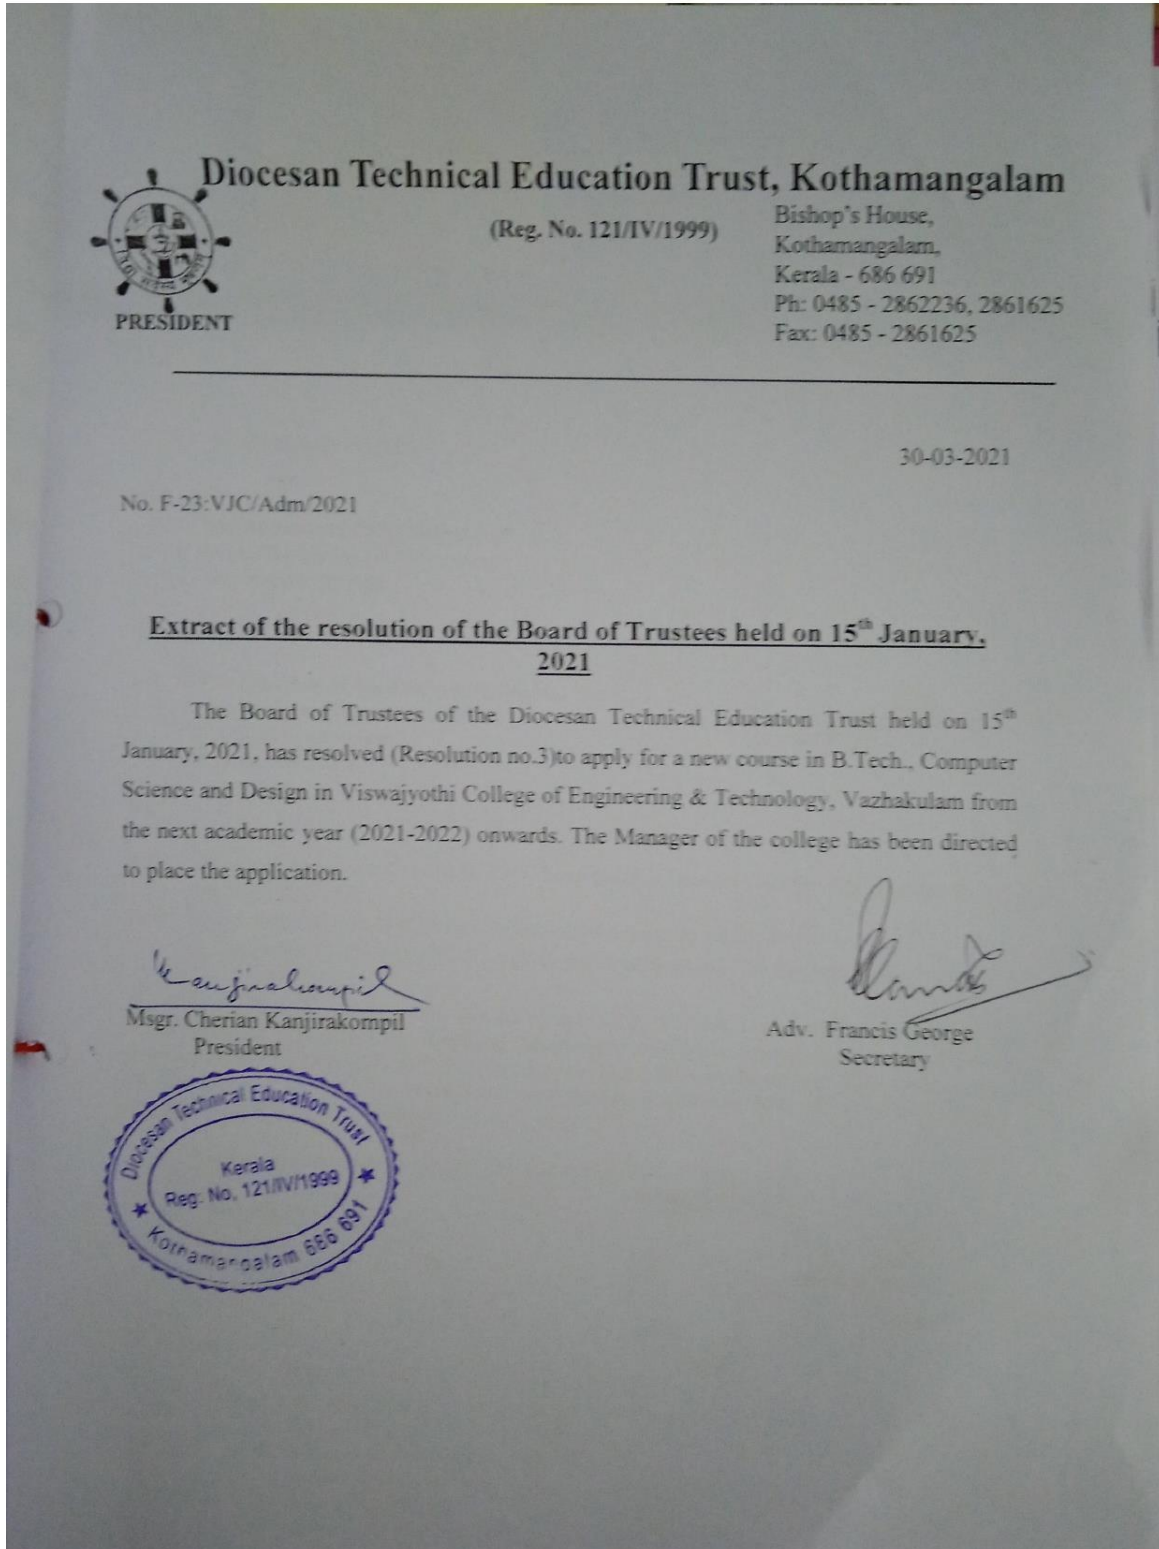 Diocesan Technical Education Trust, Kothamangalam
(Reg. No. 121/IV/1999)
Bishop's House,
Kothamangalam,
Kerala - 686 691
Ph: 0485 - 2862236, 2861625
Fax: 0485 - 2861625
PRESIDENT
30-03-2021
No. F-23:VJC/Adm/2021
Extract of the resolution of the Board of Trustees held on 15th January,
2021
The Board of Trustees of the Diocesan Technical Education Trust held on 15th
January, 2021, has resolved (Resolution no.3)to apply for a new course in B.Tech., Computer
Science and Design in Viswajyothi College of Engineering & Technology, Vazhakulam from
the next academic year (2021-2022) onwards. The Manager of the college has been directed
to place the application.
Kanjirakompil
Msgr. Cherian Kanjirakompil
President
Adv. Francis George
Secretary
Diocesan Technical Education Trust
Kerala
Reg. No. 121/IV/1999
Kothamangalam 686 691